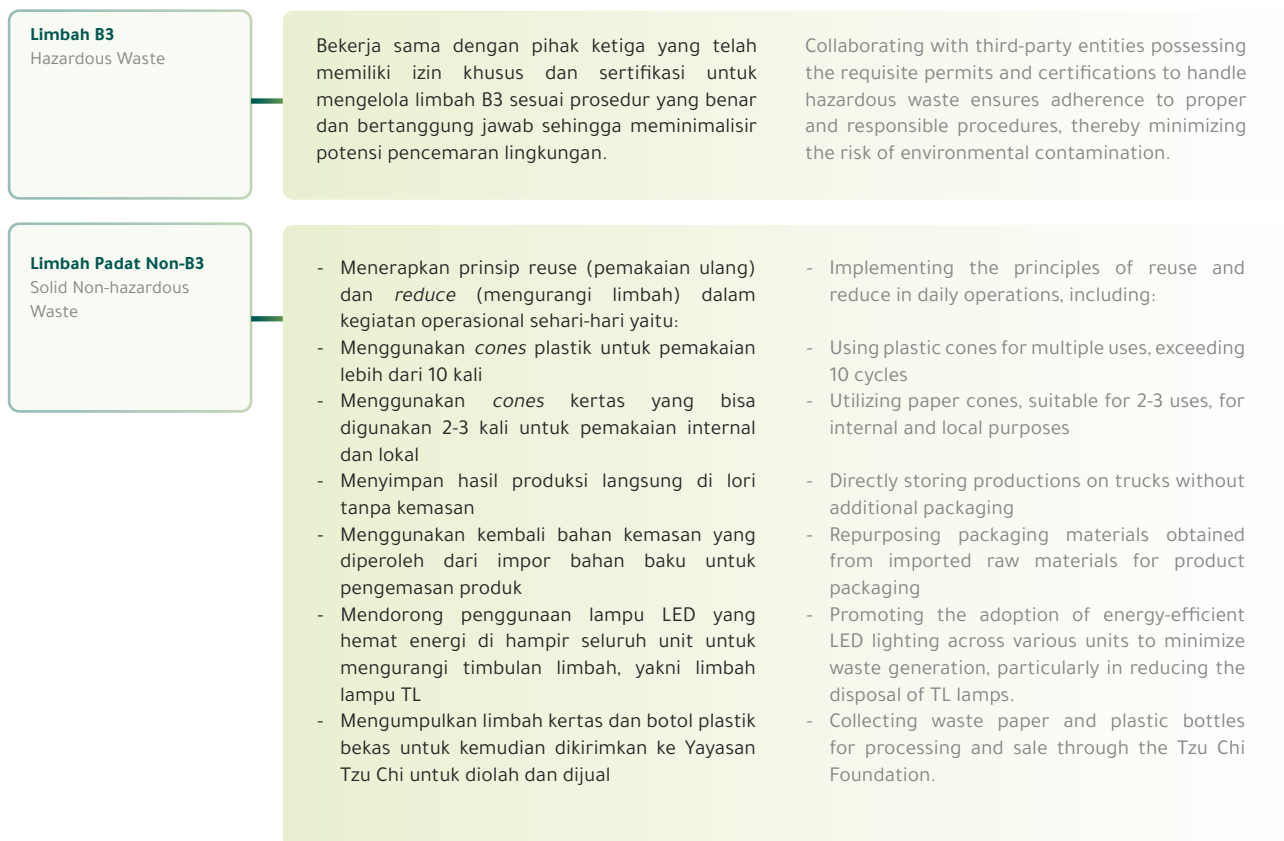 Limbah B3
Hazardous Waste
Bekerja sama dengan pihak ketiga yang telah
memiliki izin khusus dan sertifikasi untuk
mengelola limbah B3 sesuai prosedur yang benar
dan bertanggung jawab sehingga meminimalisir
potensi pencemaran lingkungan.
Collaborating with third-party entities possessing
the requisite permits and certifications to handle
hazardous waste ensures adherence to proper
and responsible procedures, thereby minimizing
the risk of environmental contamination.
Limbah Padat Non-B3
Solid Non-hazardous
Waste
- Menerapkan prinsip reuse (pemakaian ulang)
dan reduce (mengurangi limbah) dalam
kegiatan operasional sehari-hari yaitu:
- Menggunakan cones plastik untuk pemakaian
lebih dari 10 kali
- Menggunakan cones kertas yang bisa
digunakan 2-3 kali untuk pemakaian internal
dan lokal
- Menyimpan hasil produksi langsung di lori
tanpa kemasan
- Menggunakan kembali bahan kemasan yang
diperoleh dari impor bahan baku untuk
pengemasan produk
- Mendorong penggunaan lampu LED yang
hemat energi di hampir seluruh unit untuk
mengurangi timbulan limbah, yakni limbah
lampu TL
- Mengumpulkan limbah kertas dan botol plastik
bekas untuk kemudian dikirimkan ke Yayasan
Tzu Chi untuk diolah dan dijual
- Implementing the principles of reuse and
reduce in daily operations, including:
- Using plastic cones for multiple uses, exceeding
10 cycles
- Utilizing paper cones, suitable for 2-3 uses, for
internal and local purposes
- Directly storing productions on trucks without
additional packaging
- Repurposing packaging materials obtained
from imported raw materials for product
packaging
- Promoting the adoption of energy-efficient
LED lighting across various units to minimize
waste generation, particularly in reducing the
disposal of TL lamps.
- Collecting waste paper and plastic bottles
for processing and sale through the Tzu Chi
Foundation.